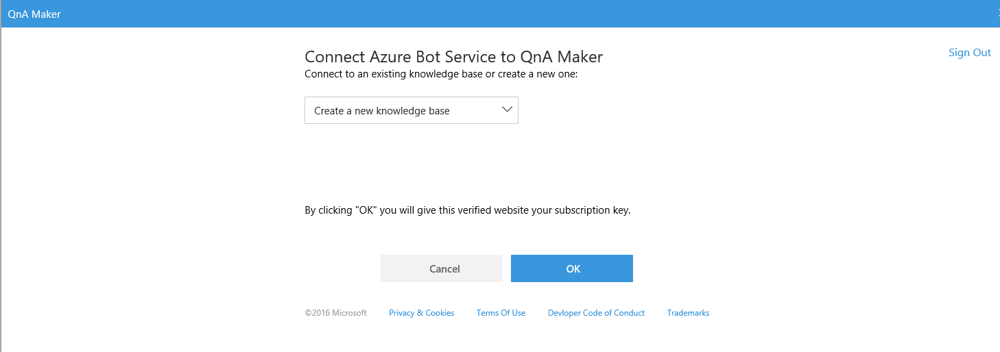 QnA Maker
Connect Azure Bot Service to QnA Maker
Sign Out
Connect to an existing knowledge base or create a new one:
Create a new knowledge base
By clicking "OK" you will give this verified website your subscription key.
Cancel
OK
©2016 Microsoft Privacy & Cookies Terms Of Use Devloper Code of Conduct Trademarks